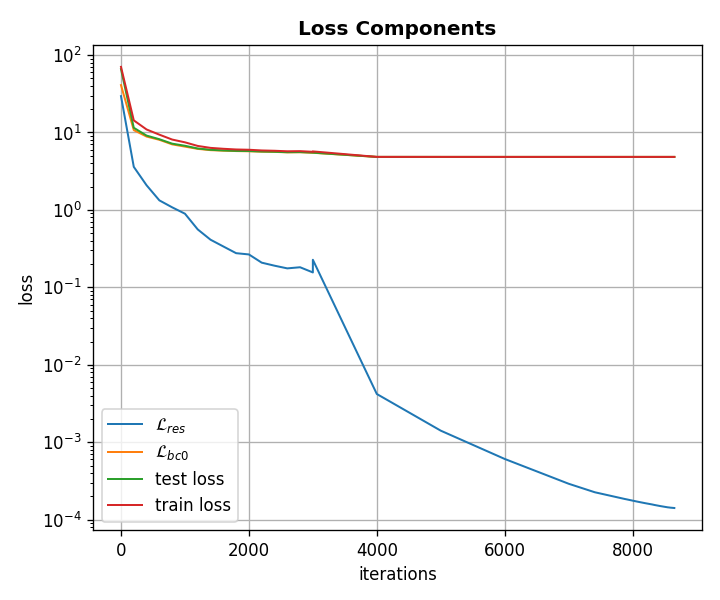 Loss Components
loss
10^2
10^1
10^0
10^−1
10^−2
10^−3
10^−4
ℒ_res
ℒ_bc0
test loss
train loss
0 2000 4000 6000 8000
iterations